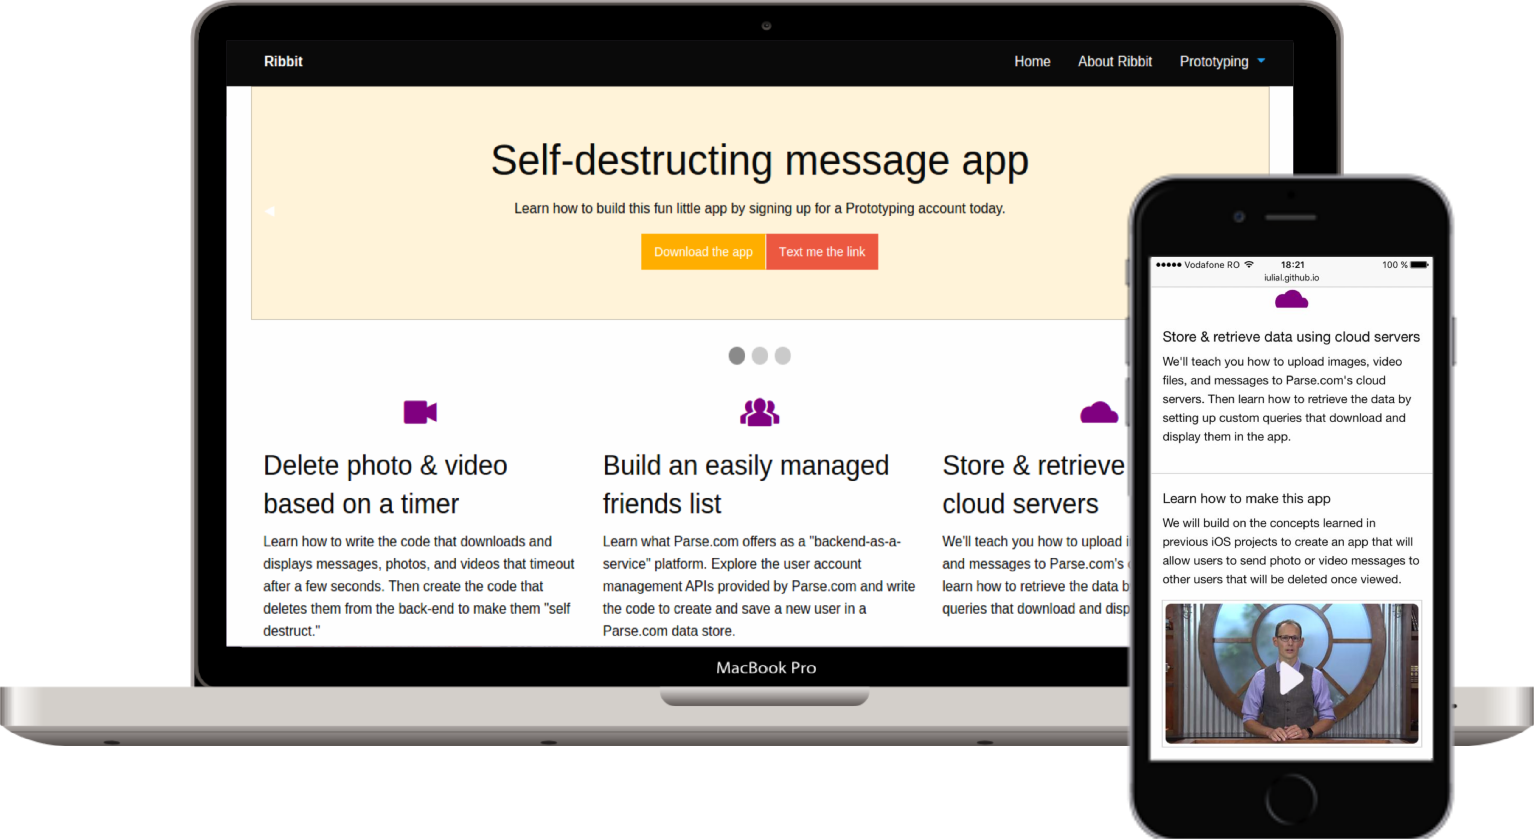 Ribbit
Home
About Ribbit
Prototyping
Self-destructing message app
Learn how to build this fun little app by signing up for a Prototyping account today.
Download the app
Text me the link
Delete photo & video
based on a timer
Learn how to write the code that downloads and
displays messages, photos, and videos that timeout
after a few seconds. Then create the code that
deletes them from the back-end to make them "self
destruct."
Build an easily managed
friends list
Learn what Parse.com offers as a "backend-as-a-
service" platform. Explore the user account
management APIs provided by Parse.com and write
the code to create and save a new user in a
Parse.com data store.
Store & retrieve
cloud servers
We'll teach you how to upload i
and messages to Parse.com's
learn how to retrieve the data b
queries that download and disp
MacBook Pro
Vodafone RO
18:21
100 %
iulial.github.io
Store & retrieve data using cloud servers
We'll teach you how to upload images, video
files, and messages to Parse.com's cloud
servers. Then learn how to retrieve the data by
setting up custom queries that download and
display them in the app.
Learn how to make this app
We will build on the concepts learned in
previous iOS projects to create an app that will
allow users to send photo or video messages to
other users that will be deleted once viewed.